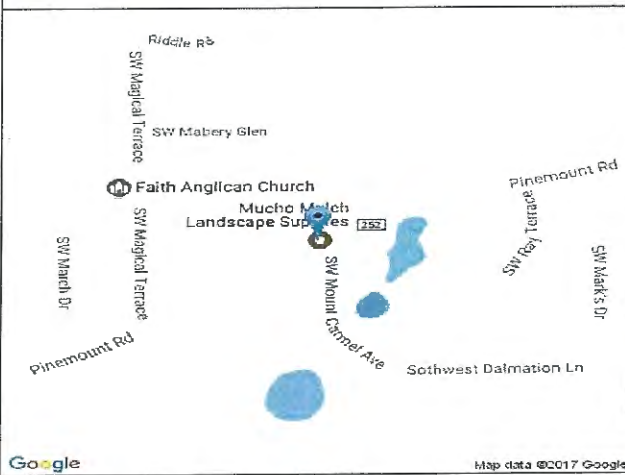 Riddle Rd
SW Magical Terrace
SW Mabery Glen
Faith Anglican Church
Pinemount Rd
Mucho Mulch
Landscape Supplies
252
SW Ray Terrace
SW March Dr
SW Magical Terrace
SW Mount Carmel Ave
SW Mark's Dr
Pinemount Rd
Sothwest Dalmation Ln
Google
Map data ©2017 Google